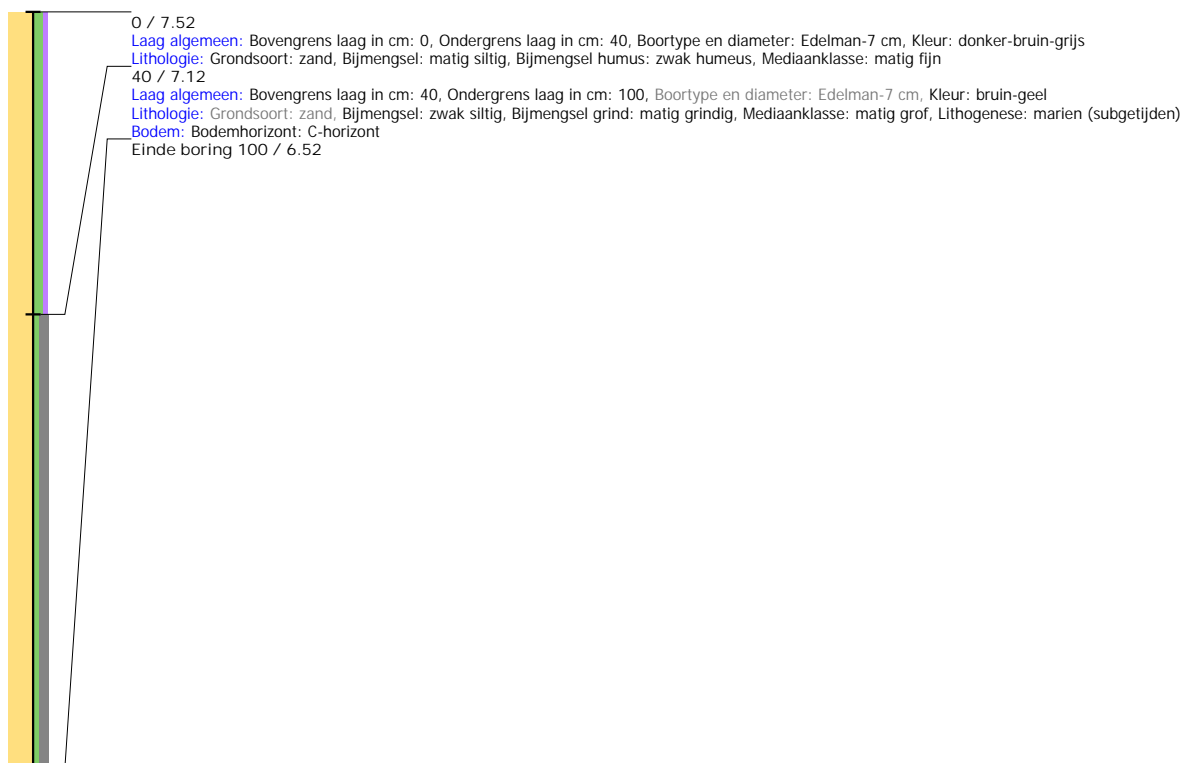 0 / 7.52
Laag algemeen: Bovengrens laag in cm: 0, Ondergrens laag in cm: 40, Boortype en diameter: Edelman-7 cm, Kleur: donker-bruin-grijs
Lithologie: Grondsoort: zand, Bijmengsel: matig siltig, Bijmengsel humus: zwak humeus, Mediaanklasse: matig fijn
40 / 7.12
Laag algemeen: Bovengrens laag in cm: 40, Ondergrens laag in cm: 100, Boortype en diameter: Edelman-7 cm, Kleur: bruin-geel
Lithologie: Grondsoort: zand, Bijmengsel: zwak siltig, Bijmengsel grind: matig grindig, Mediaanklasse: matig grof, Lithogenese: marien (subgetijden)
Bodem: Bodemhorizont: C-horizont
Einde boring 100 / 6.52